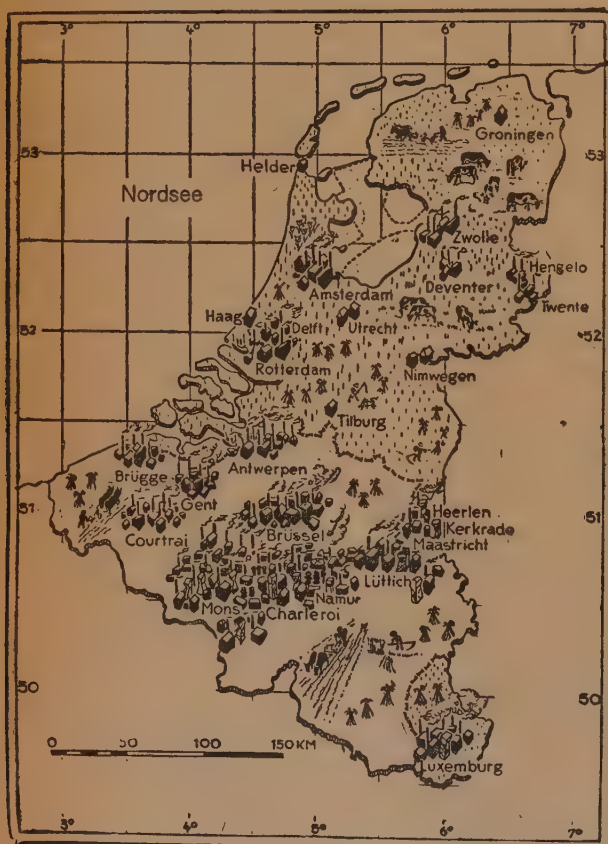 3° 4° 5° 6° 7°
Groningen
53 53
Helder
Nordsee
Zwolle
Hengelo
Amsterdam Deventer
Twente
Haag Delft Utrecht
52 52
Rotterdam Nimwegen
Tilburg
Brügge Antwerpen
Gent
51 Heerlen 51
Courtrai Brüssel Kerkrade
Maastricht
Lüttich
Mons Namur
Charleroi
50 50
0 50 100 150 KM
Luxemburg
3° 4° 5° 6° 7°